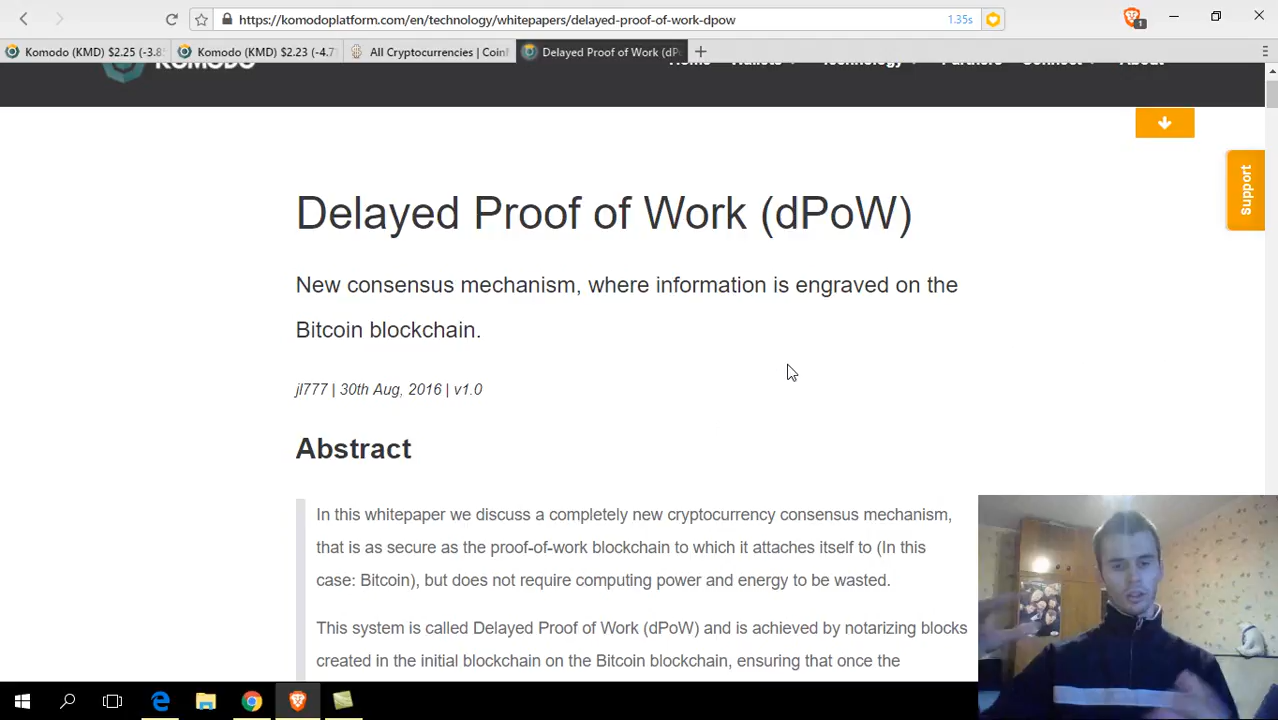 https://komodoplatform.com/en/technology/whitepapers/delayed-proof-of-work-dpow
1.35s
1
Komodo (KMD) $2.25 (-3.8
Komodo (KMD) $2.23 (-4.7
All Cryptocurrencies | Coin
Delayed Proof of Work (dP
KOMODO
Home
Wallets
Technology
Partners
Connect
About
Support
Delayed Proof of Work (dPoW)
New consensus mechanism, where information is engraved on the
Bitcoin blockchain.
jl777 | 30th Aug, 2016 | v1.0
Abstract
In this whitepaper we discuss a completely new cryptocurrency consensus mechanism,
that is as secure as the proof-of-work blockchain to which it attaches itself to (In this
case: Bitcoin), but does not require computing power and energy to be wasted.
This system is called Delayed Proof of Work (dPoW) and is achieved by notarizing blocks
created in the initial blockchain on the Bitcoin blockchain, ensuring that once the